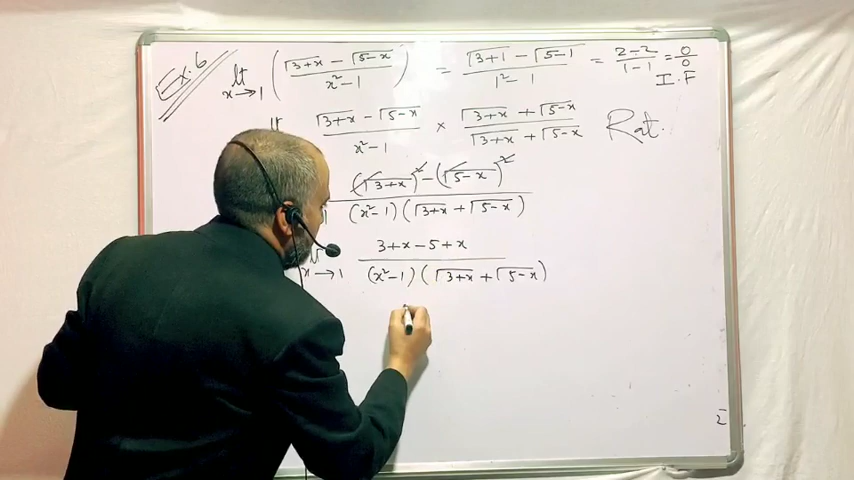 Ex.6 lt x→1 (√3+x − √5−x / x²−1) = √3+1 − √5−1 / 1²−1 = 2−2 / 1−1 = 0/0
I.F
lt √3+x − √5−x / x²−1 × √3+x + √5−x / √3+x + √5−x Rat.
1 (√3+x)² − (√5−x)² / (x²−1)(√3+x + √5−x)
x→1 3+x−5+x / (x²−1)(√3+x + √5−x)